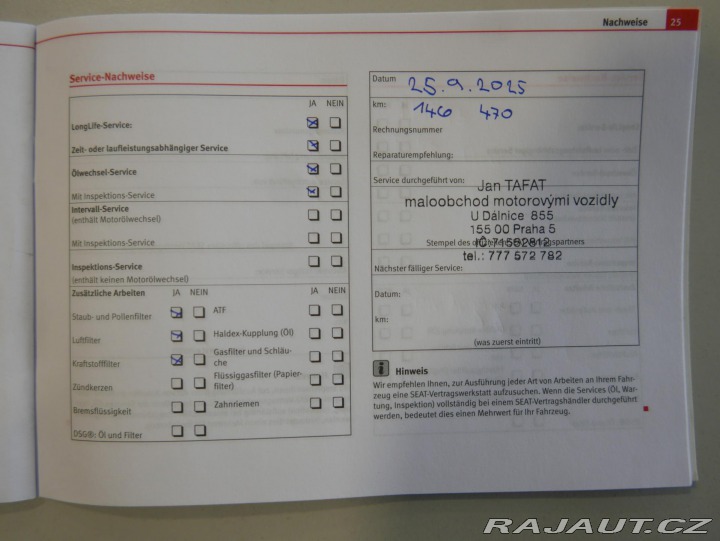 Nachweise 25
Service-Nachweise
JA NEIN
LongLife-Service:
Zeit- oder laufleistungsabhängiger Service
Ölwechsel-Service
Mit Inspektions-Service
Intervall-Service
(enthält Motorölwechsel)
Mit Inspektions-Service
Inspektions-Service
(enthält keinen Motorölwechsel)
Zusätzliche Arbeiten JA NEIN JA NEIN
Staub- und Pollenfilter
Luftfilter
Kraftstofffilter
Zündkerzen
Bremsflüssigkeit
DSG®: Öl und Filter
ATF
Haldex-Kupplung (Öl)
Gasfilter und Schläu-
che
Flüssiggasfilter (Papier-
filter)
Zahnriemen
Datum 25.9.2025
km: 146 470
Rechnungsnummer
Reparaturempfehlung:
Service durchgeführt von:
Jan TAFAT
maloobchod motorovými vozidly
U Dálnice 855
155 00 Praha 5
Stempel des
tel.: 777 572 782
Nächster fälliger Service:
Datum:
km:
(was zuerst eintritt)
i Hinweis
Wir empfehlen Ihnen, zur Ausführung jeder Art von Arbeiten an Ihrem Fahr-
zeug eine SEAT-Vertragswerkstatt aufzusuchen. Wenn die Services (Öl, War-
tung, Inspektion) vollständig bei einem SEAT-Vertragshändler durchgeführt
werden, bedeutet dies einen Mehrwert für Ihr Fahrzeug.
RAJAUT.CZ